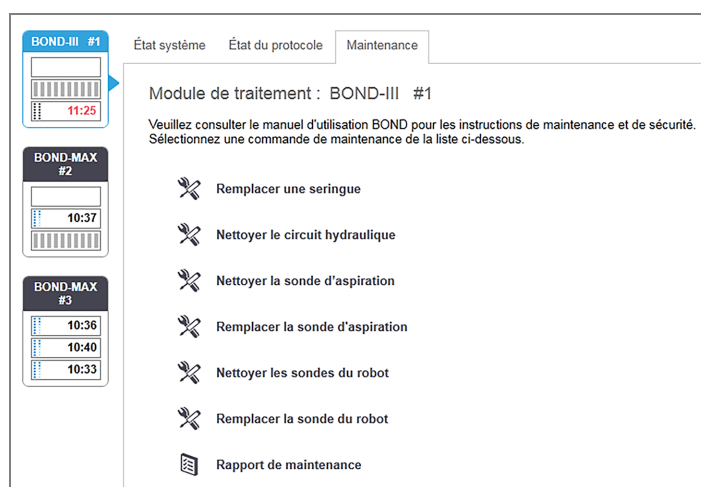 BOND-III #1
11:25
BOND-MAX
#2
10:37
BOND-MAX
#3
10:36
10:40
10:33
État système
État du protocole
Maintenance
Module de traitement : BOND-III #1
Veuillez consulter le manuel d'utilisation BOND pour les instructions de maintenance et de sécurité.
Sélectionnez une commande de maintenance de la liste ci-dessous.
Remplacer une seringue
Nettoyer le circuit hydraulique
Nettoyer la sonde d'aspiration
Remplacer la sonde d'aspiration
Nettoyer les sondes du robot
Remplacer la sonde du robot
Rapport de maintenance